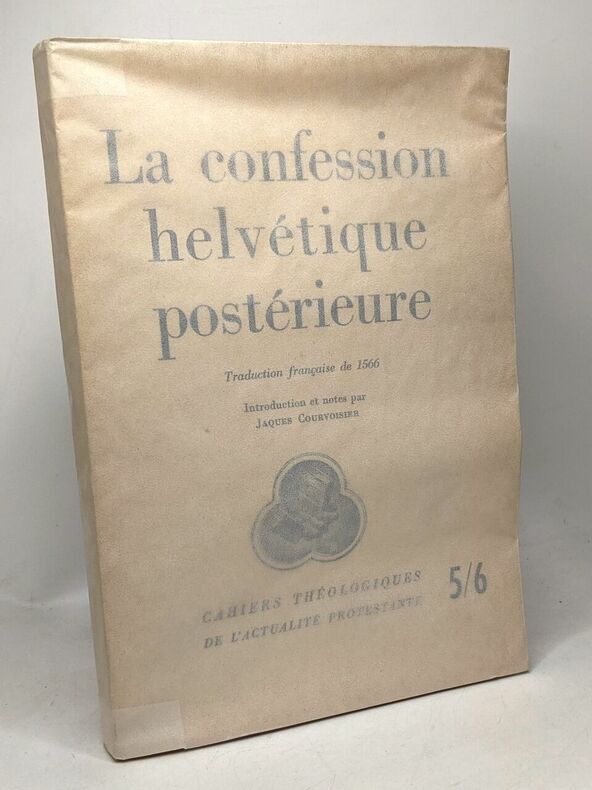 La confession
helvétique
postérieure
Traduction française de 1566
Introduction et notes par
JAQUES COURVOISIER
CAHIERS THÉOLOGIQUES
DE L'ACTUALITÉ PROTESTANTE
5/6